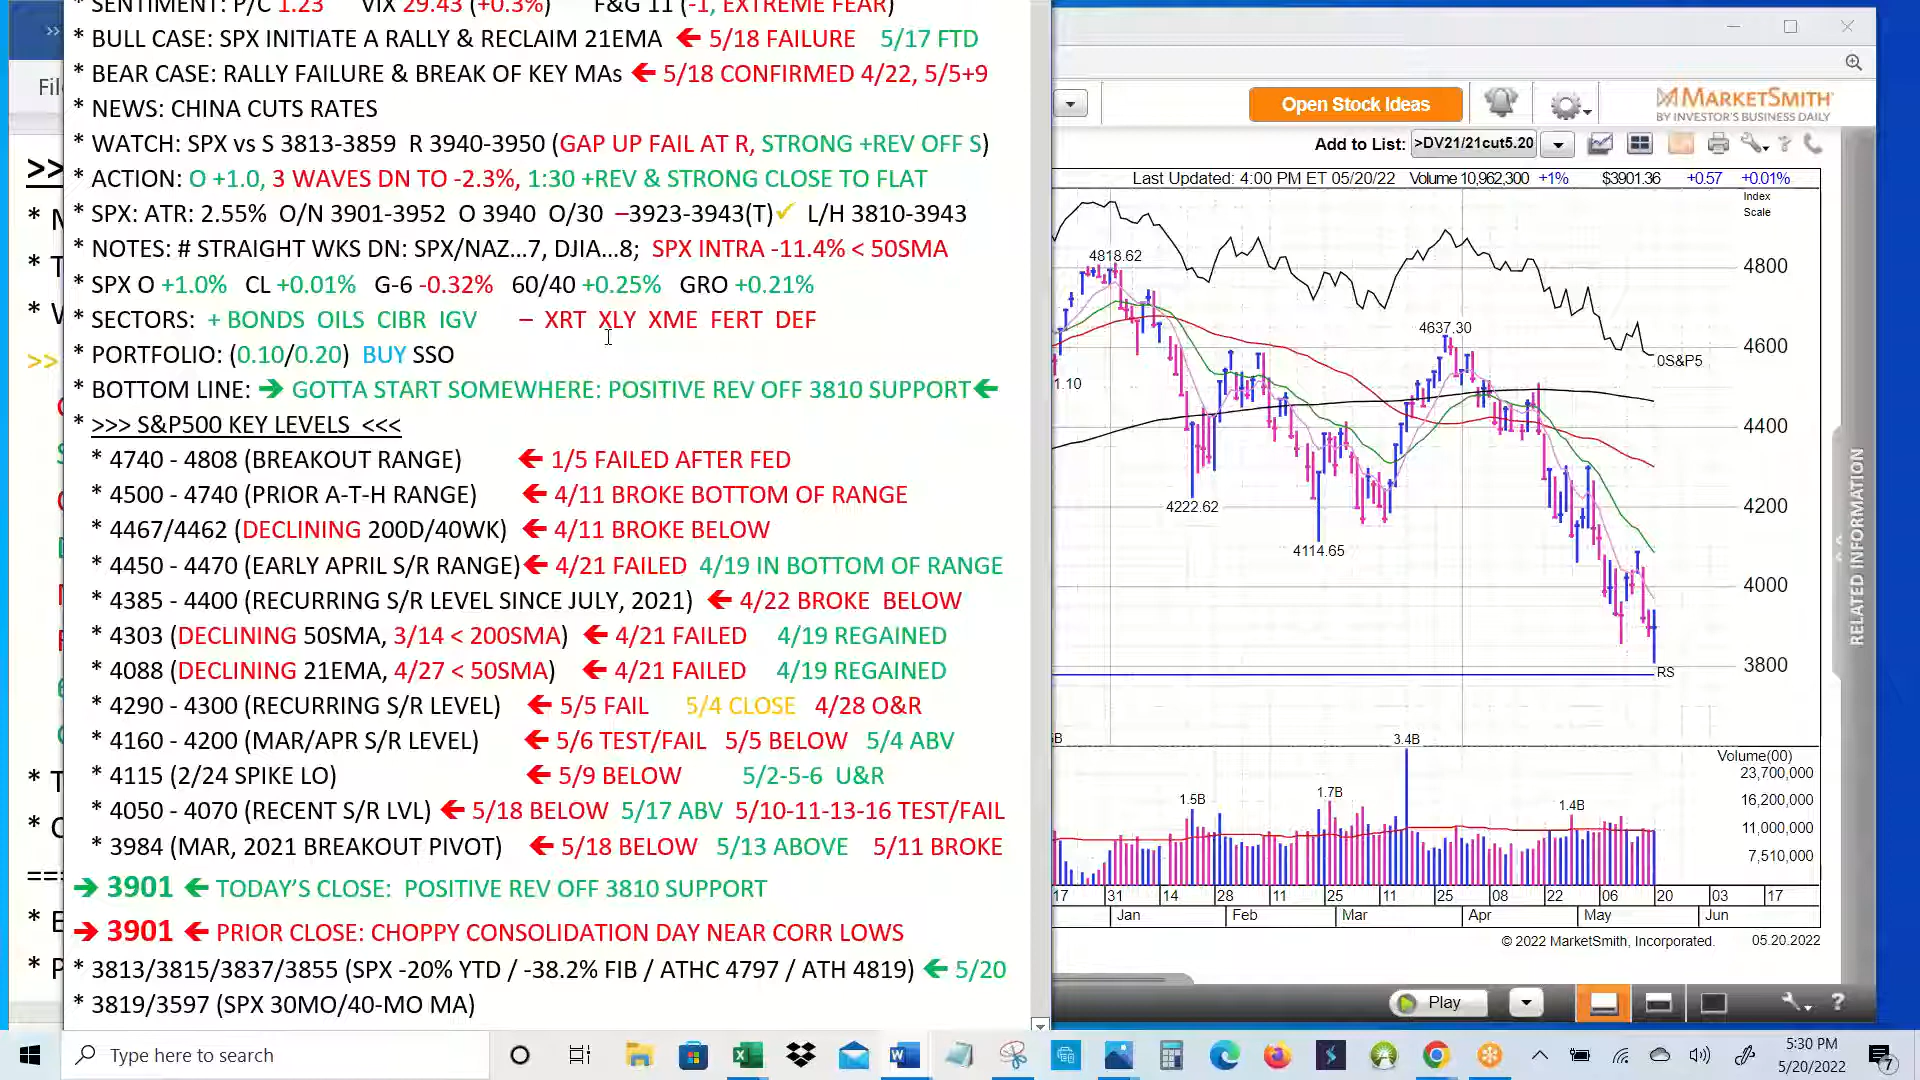 * SENTIMENT: P/C 1.23 VIX 29.43 (+0.3%) F&G 11 (-1, EXTREME FEAR)
* BULL CASE: SPX INITIATE A RALLY & RECLAIM 21EMA 🡸 5/18 FAILURE 5/17 FTD
* BEAR CASE: RALLY FAILURE & BREAK OF KEY MAs 🡸 5/18 CONFIRMED 4/22, 5/5+9
* NEWS: CHINA CUTS RATES
* WATCH: SPX vs S 3813-3859 R 3940-3950 (GAP UP FAIL AT R, STRONG +REV OFF S)
* ACTION: O +1.0, 3 WAVES DN TO -2.3%, 1:30 +REV & STRONG CLOSE TO FLAT
* SPX: ATR: 2.55% O/N 3901-3952 O 3940 O/30 –3923-3943(T)✓ L/H 3810-3943
* NOTES: # STRAIGHT WKS DN: SPX/NAZ...7, DJIA...8; SPX INTRA -11.4% < 50SMA
* SPX O +1.0% CL +0.01% G-6 -0.32% 60/40 +0.25% GRO +0.21%
* SECTORS: + BONDS OILS CIBR IGV – XRT XLY XME FERT DEF
* PORTFOLIO: (0.10/0.20) BUY SSO
* BOTTOM LINE: 🡺 GOTTA START SOMEWHERE: POSITIVE REV OFF 3810 SUPPORT🡸
* >>> S&P500 KEY LEVELS <<<
* 4740 - 4808 (BREAKOUT RANGE) 🡸 1/5 FAILED AFTER FED
* 4500 - 4740 (PRIOR A-T-H RANGE) 🡸 4/11 BROKE BOTTOM OF RANGE
* 4467/4462 (DECLINING 200D/40WK) 🡸 4/11 BROKE BELOW
* 4450 - 4470 (EARLY APRIL S/R RANGE)🡸 4/21 FAILED 4/19 IN BOTTOM OF RANGE
* 4385 - 4400 (RECURRING S/R LEVEL SINCE JULY, 2021) 🡸 4/22 BROKE BELOW
* 4303 (DECLINING 50SMA, 3/14 < 200SMA) 🡸 4/21 FAILED 4/19 REGAINED
* 4088 (DECLINING 21EMA, 4/27 < 50SMA) 🡸 4/21 FAILED 4/19 REGAINED
* 4290 - 4300 (RECURRING S/R LEVEL) 🡸 5/5 FAIL 5/4 CLOSE 4/28 O&R
* 4160 - 4200 (MAR/APR S/R LEVEL) 🡸 5/6 TEST/FAIL 5/5 BELOW 5/4 ABV
* 4115 (2/24 SPIKE LO) 🡸 5/9 BELOW 5/2-5-6 U&R
* 4050 - 4070 (RECENT S/R LVL) 🡸 5/18 BELOW 5/17 ABV 5/10-11-13-16 TEST/FAIL
* 3984 (MAR, 2021 BREAKOUT PIVOT) 🡸 5/18 BELOW 5/13 ABOVE 5/11 BROKE
🡺 3901 🡸 TODAY'S CLOSE: POSITIVE REV OFF 3810 SUPPORT
🡺 3901 🡸 PRIOR CLOSE: CHOPPY CONSOLIDATION DAY NEAR CORR LOWS
* 3813/3815/3837/3855 (SPX -20% YTD / -38.2% FIB / ATHC 4797 / ATH 4819) 🡸 5/20
* 3819/3597 (SPX 30MO/40-MO MA)
Open Stock Ideas
MARKETSMITH
BY INVESTOR'S BUSINESS DAILY
Add to List: >DV21/21cut5.20
Last Updated: 4:00 PM ET 05/20/22 Volume 10,962,300 +1% $3901.36 +0.57 +0.01%
Index
Scale
4818.62
4800
4637.30
4600
0S&P5
1.10
4400
4222.62
4200
4114.65
4000
3800
RS
3.4B
Volume(00)
23,700,000
1.5B
1.7B
1.4B
16,200,000
11,000,000
7,510,000
17 31 14 28 11 25 11 25 08 22 06 20 03 17
Jan Feb Mar Apr May Jun
© 2022 MarketSmith, Incorporated. 05.20.2022
RELATED INFORMATION
Play
Type here to search
5:30 PM
5/20/2022
7